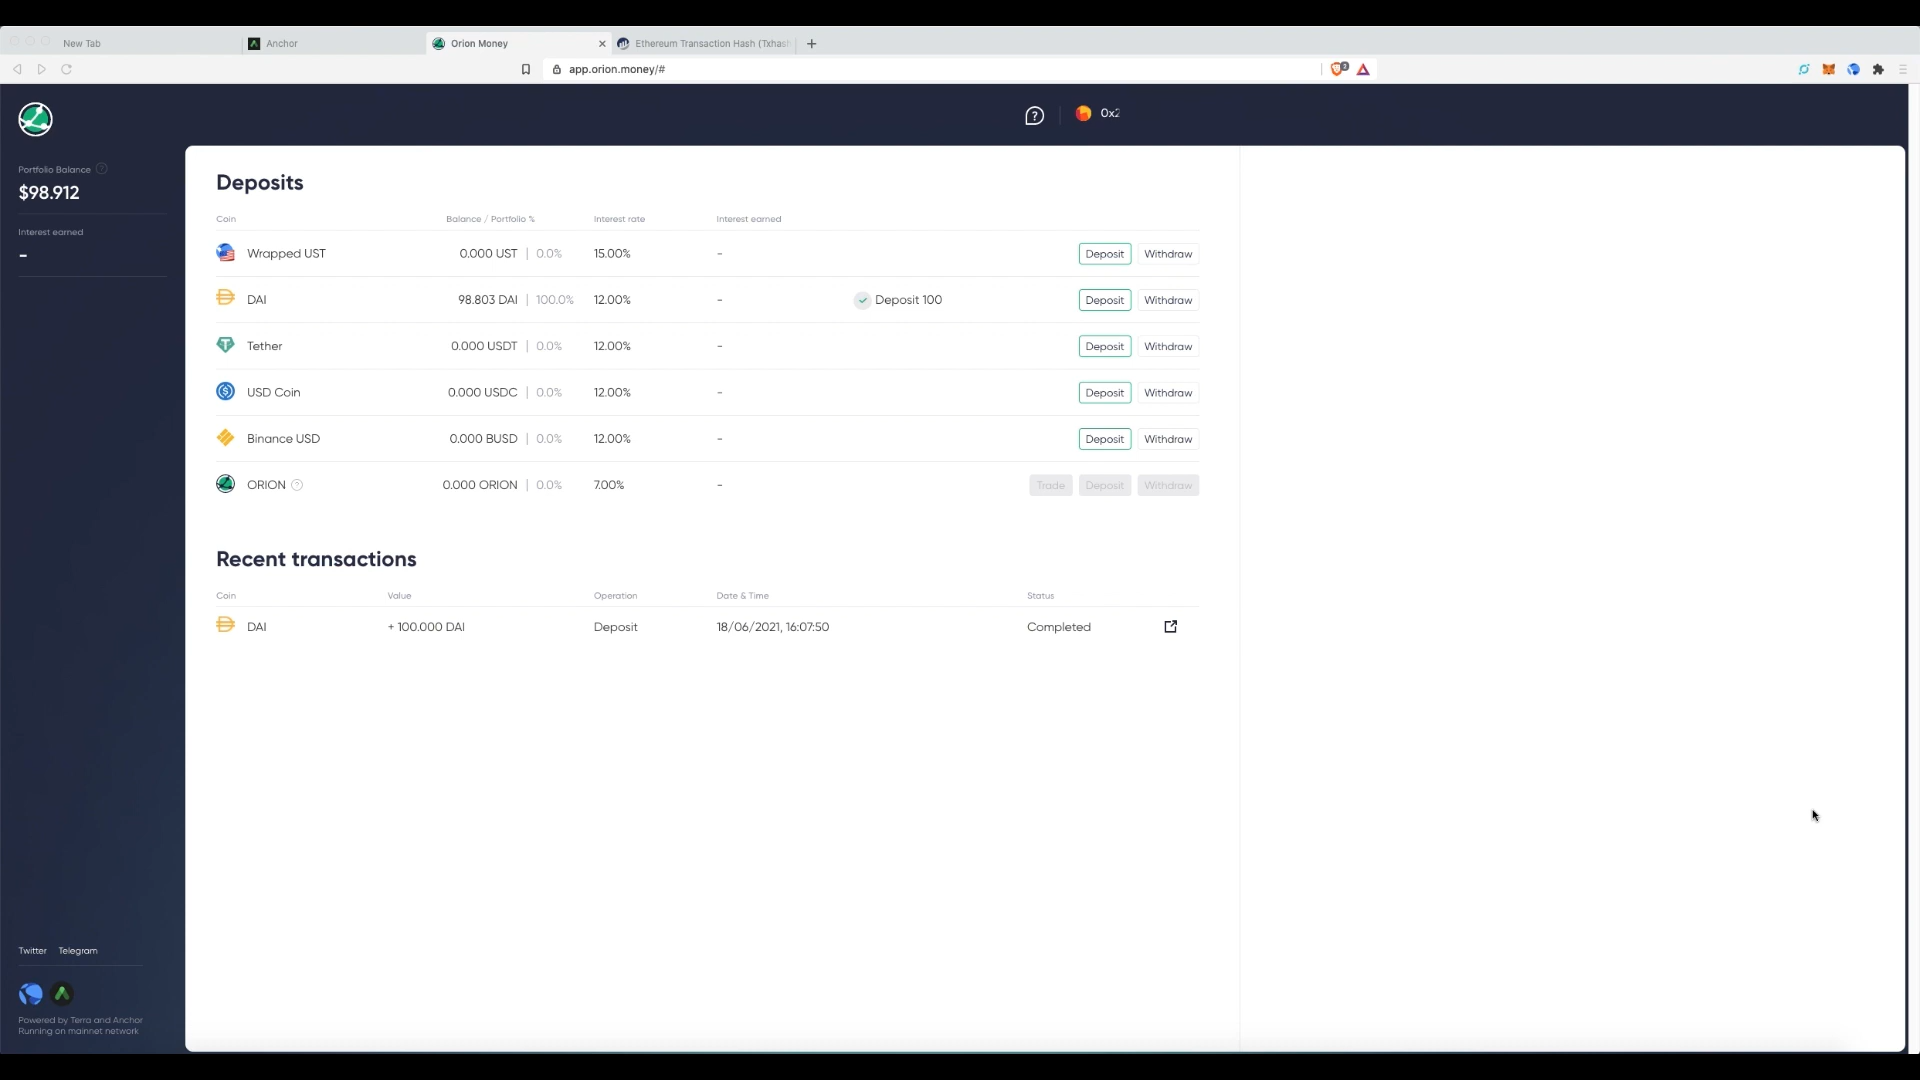 New Tab
Anchor
Orion Money
Ethereum Transaction Hash (Txhas
app.orion.money/#
0x2
Portfolio Balance
$98.912
Interest earned
-
Deposits
Coin Balance / Portfolio % Interest rate Interest earned
Wrapped UST 0.000 UST | 0.0% 15.00% - Deposit Withdraw
DAI 98.803 DAI | 100.0% 12.00% - Deposit 100 Deposit Withdraw
Tether 0.000 USDT | 0.0% 12.00% - Deposit Withdraw
USD Coin 0.000 USDC | 0.0% 12.00% - Deposit Withdraw
Binance USD 0.000 BUSD | 0.0% 12.00% - Deposit Withdraw
ORION 0.000 ORION | 0.0% 7.00% - Trade Deposit Withdraw
Recent transactions
Coin Value Operation Date & Time Status
DAI + 100.000 DAI Deposit 18/06/2021, 16:07:50 Completed
Twitter Telegram
Powered by Terra and Anchor
Running on mainnet network